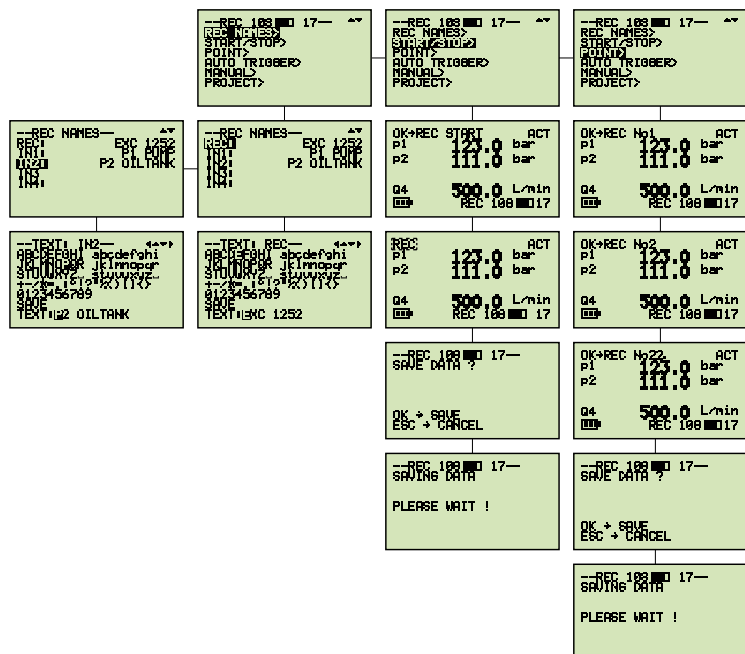 --REC 108 17--
REC NAMES>
START/STOP>
POINT>
AUTO TRIGGER>
MANUAL>
PROJECT>
--REC 108 17--
REC NAMES>
START/STOP>
POINT>
AUTO TRIGGER>
MANUAL>
PROJECT>
--REC 108 17--
REC NAMES>
START/STOP>
POINT>
AUTO TRIGGER>
MANUAL>
PROJECT>
--REC NAMES--
REC: EXC 1252
IN1: P1 PUMP
IN2: P2 OILTANK
IN3
IN4:
--REC NAMES--
REC: EXC 1252
IN1: P1 PUMP
IN2: P2 OILTANK
IN3
IN4:
OK→REC START ACT
p1 123.0 bar
p2 111.0 bar
Q4 500.0 L/min
REC 108 17
OK→REC No1 ACT
p1 123.0 bar
p2 111.0 bar
Q4 500.0 L/min
REC 108 17
--TEXT: IN2--
ABCDEFGHI abcdefghi
JKLMNOPQR jklmnopqr
STUVWXYZ_ stuvwxyz_
0123456789
SAVE
TEXT:P2 OILTANK
--TEXT: REC--
ABCDEFGHI abcdefghi
JKLMNOPQR jklmnopqr
STUVWXYZ_ stuvwxyz_
0123456789
SAVE
TEXT:EXC 1252
REC ACT
p1 123.0 bar
p2 111.0 bar
Q4 500.0 L/min
REC 108 17
OK→REC No2 ACT
p1 123.0 bar
p2 111.0 bar
Q4 500.0 L/min
REC 108 17
--REC 108 17--
SAVE DATA ?
OK → SAVE
ESC → CANCEL
OK→REC No22 ACT
p1 123.0 bar
p2 111.0 bar
Q4 500.0 L/min
REC 108 17
--REC 108 17--
SAVING DATA
PLEASE WAIT !
--REC 108 17--
SAVE DATA ?
OK → SAVE
ESC → CANCEL
--REC 108 17--
SAVING DATA
PLEASE WAIT !